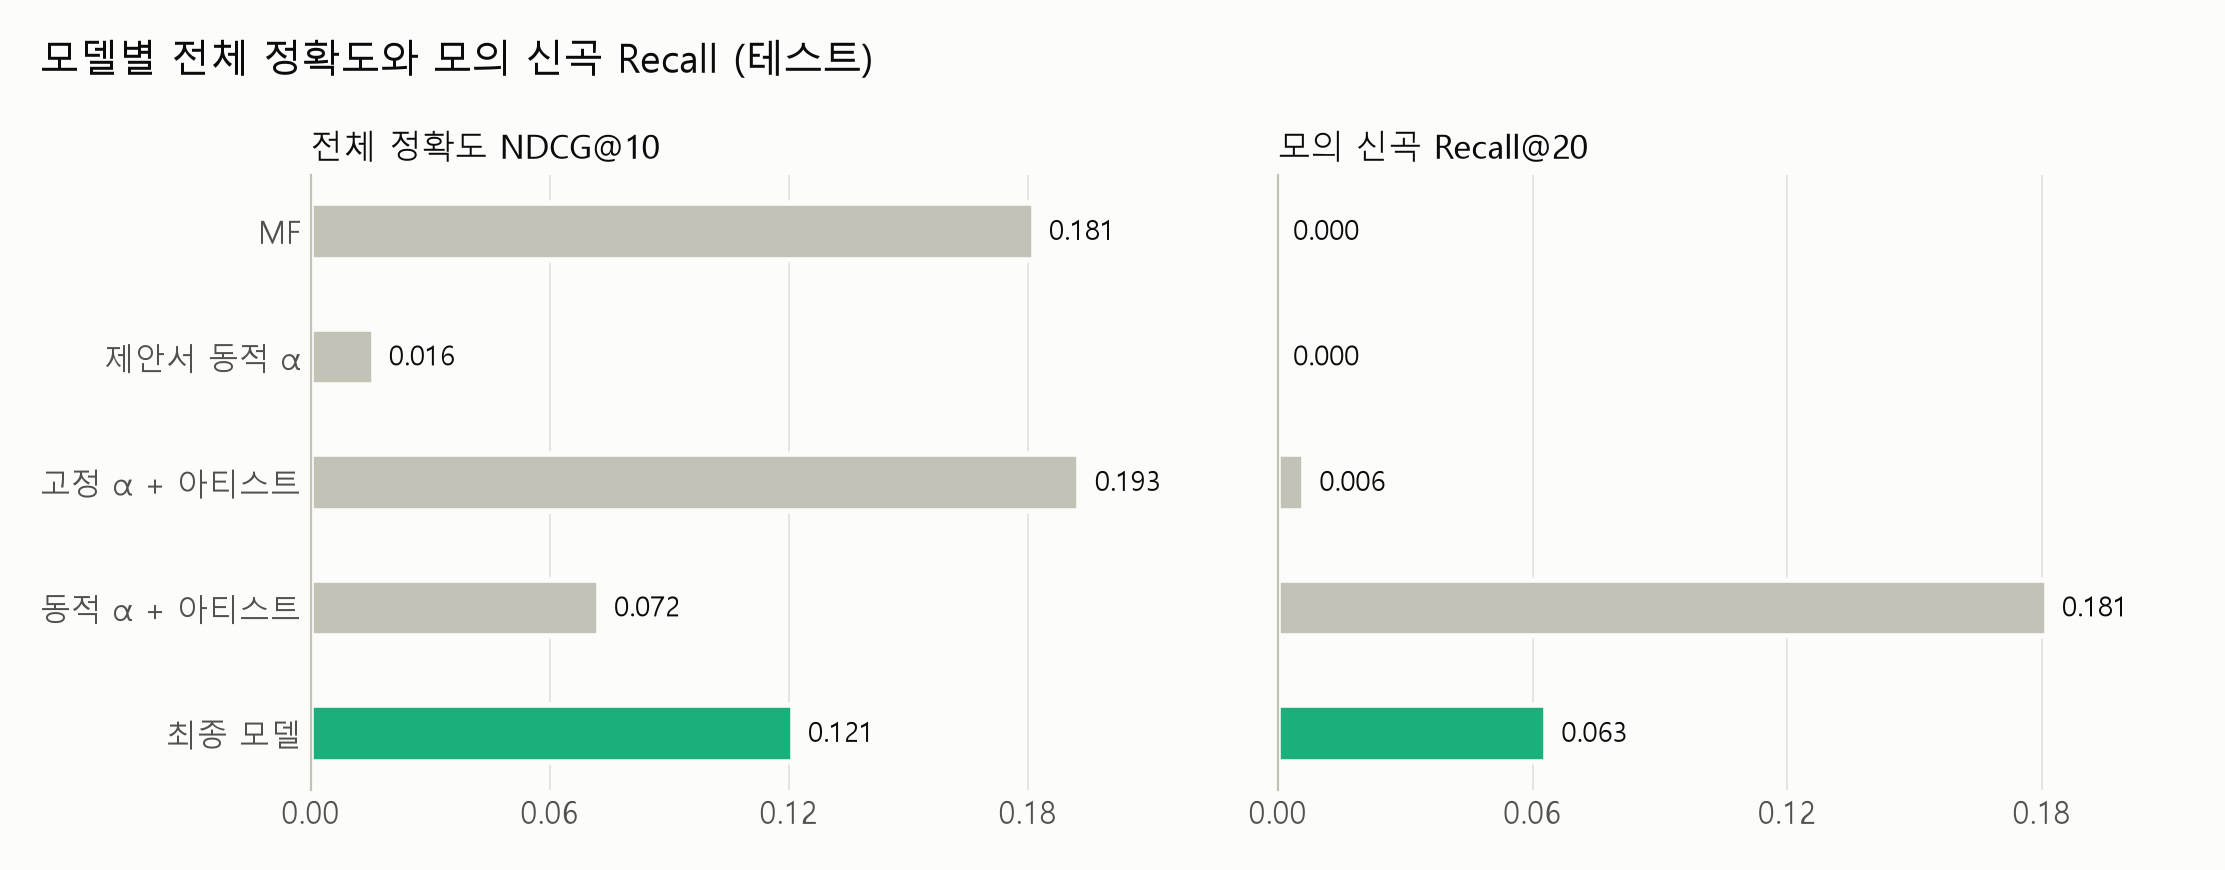 모델별 전체 정확도와 모의 신곡 Recall (테스트)
전체 정확도 NDCG@10
MF 0.181
제안서 동적 α 0.016
고정 α + 아티스트 0.193
동적 α + 아티스트 0.072
최종 모델 0.121
0.00 0.06 0.12 0.18
모의 신곡 Recall@20
0.000
0.000
0.006
0.181
0.063
0.00 0.06 0.12 0.18